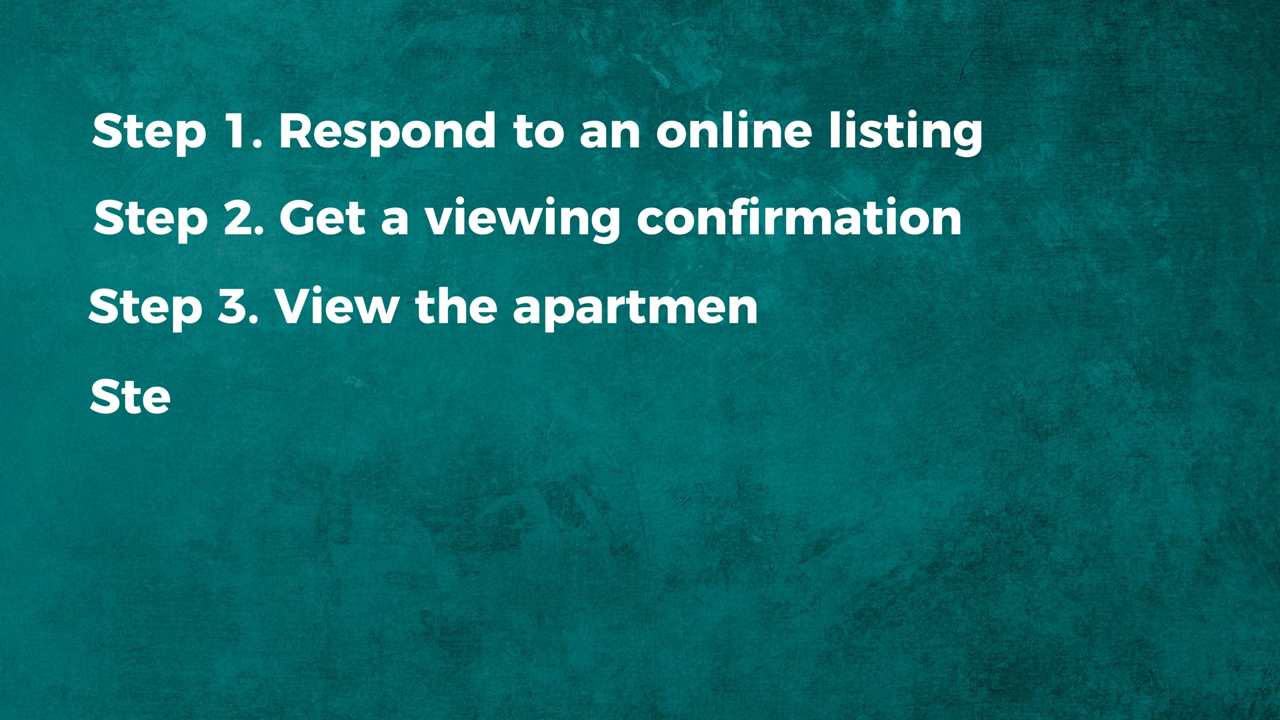 Step 1. Respond to an online listing
Step 2. Get a viewing confirmation
Step 3. View the apartmen
Ste